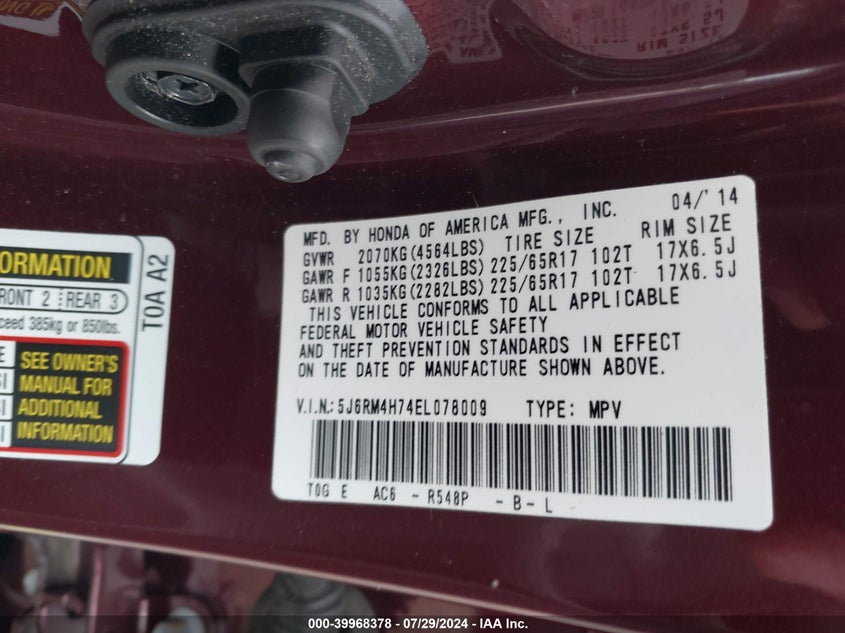 MFD. BY HONDA OF AMERICA MFG., INC. 04/'14
GVWR 2070KG(4564LBS) TIRE SIZE RIM SIZE
GAWR F 1055KG(2326LBS) 225/65R17 102T 17X6.5J
GAWR R 1035KG(2282LBS) 225/65R17 102T 17X6.5J
THIS VEHICLE CONFORMS TO ALL APPLICABLE
FEDERAL MOTOR VEHICLE SAFETY
AND THEFT PREVENTION STANDARDS IN EFFECT
ON THE DATE OF MANUFACTURE SHOWN ABOVE.
V.I.N.: 5J6RM4H74EL078009 TYPE: MPV
T0G E AC6 - R548P - B - L
ORMATION
RONT 2 REAR 3
ceed 385kg or 850lbs.
SEE OWNER'S
MANUAL FOR
ADDITIONAL
INFORMATION
T0A A2
RIM SIZE
000-39968378 - 07/29/2024 - IAA Inc.